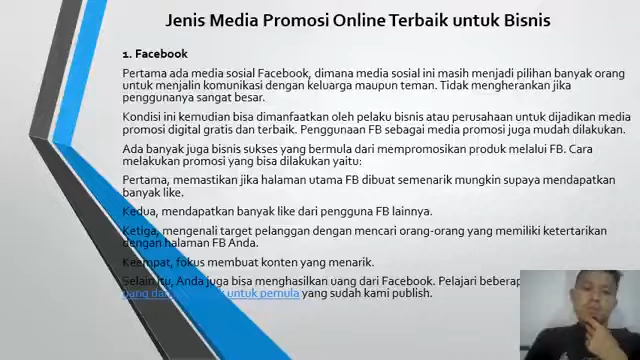 Jenis Media Promosi Online Terbaik untuk Bisnis
1. Facebook
Pertama ada media sosial Facebook, dimana media sosial ini masih menjadi pilihan banyak orang
untuk menjalin komunikasi dengan keluarga maupun teman. Tidak mengherankan jika
penggunanya sangat besar.
Kondisi ini kemudian bisa dimanfaatkan oleh pelaku bisnis atau perusahaan untuk dijadikan media
promosi digital gratis dan terbaik. Penggunaan FB sebagai media promosi juga mudah dilakukan.
Ada banyak juga bisnis sukses yang bermula dari mempromosikan produk melalui FB. Cara
melakukan promosi yang bisa dilakukan yaitu:
Pertama, memastikan jika halaman utama FB dibuat semenarik mungkin supaya mendapatkan
banyak like.
Kedua, mendapatkan banyak like dari pengguna FB lainnya.
Ketiga, mengenali target pelanggan dengan mencari orang-orang yang memiliki ketertarikan
dengan halaman FB Anda.
Keempat, fokus membuat konten yang menarik.
Selain itu, Anda juga bisa menghasilkan uang dari Facebook. Pelajari
untuk pemula yang sudah kami publish.